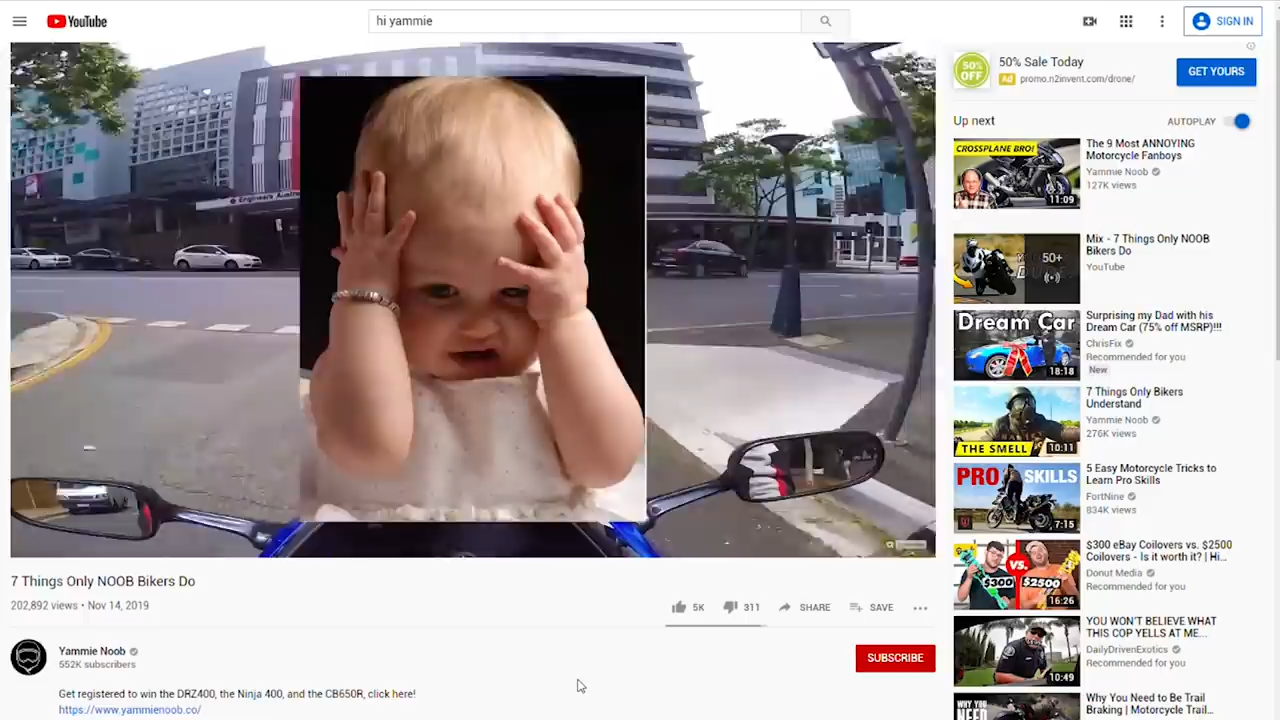 YouTube
hi yammie
SIGN IN
Engineers Australia
7 Things Only NOOB Bikers Do
202,892 views • Nov 14, 2019
5K
311
SHARE
SAVE
Yammie Noob
552K subscribers
SUBSCRIBE
Get registered to win the DRZ400, the Ninja 400, and the CB650R, click here!
https://www.yammienoob.co/
50% OFF
50% Sale Today
Ad promo.n2invent.com/drone/
GET YOURS
Up next
AUTOPLAY
CROSSPLANE BRO!
11:09
The 9 Most ANNOYING
Motorcycle Fanboys
Yammie Noob
127K views
50+
Mix - 7 Things Only NOOB
Bikers Do
YouTube
Dream Car
18:18
Surprising my Dad with his
Dream Car (75% off MSRP)!!!
ChrisFix
Recommended for you
New
THE SMELL
10:11
7 Things Only Bikers
Understand
Yammie Noob
276K views
PRO SKILLS
7:15
5 Easy Motorcycle Tricks to
Learn Pro Skills
FortNine
834K views
VS.
$300
$2500
16:26
$300 eBay Coilovers vs. $2500
Coilovers - Is it worth it? | Hi...
Donut Media
Recommended for you
10:49
YOU WON'T BELIEVE WHAT
THIS COP YELLS AT ME...
DailyDrivenExotics
Recommended for you
WHY YOU
NEED
Why You Need to Be Trail
Braking | Motorcycle Trail...